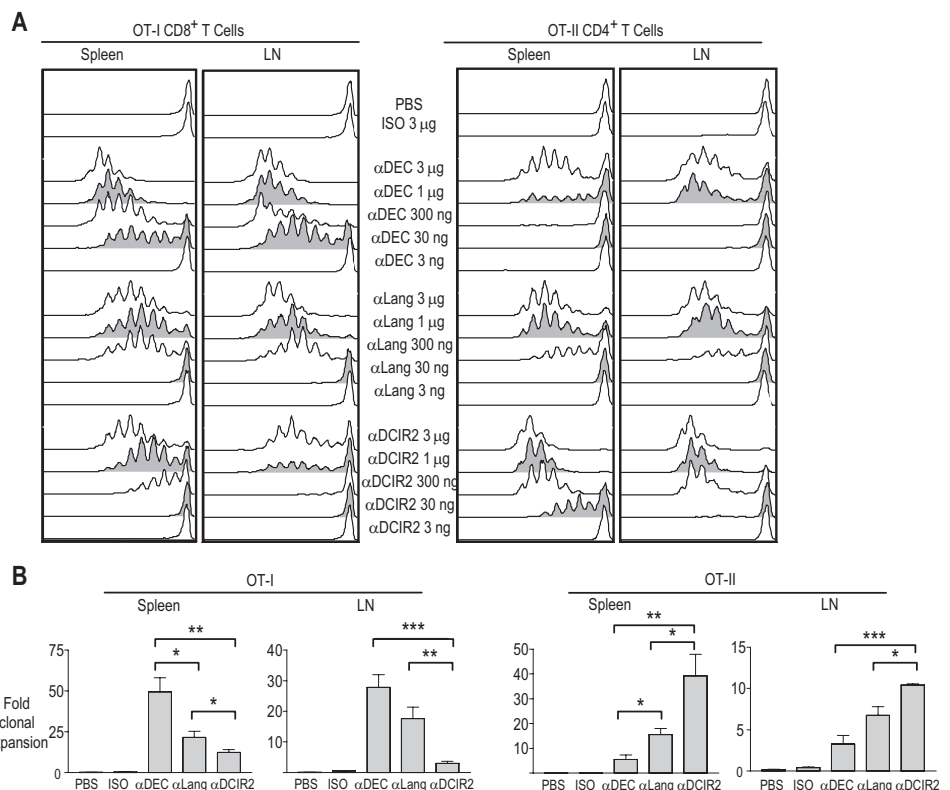 A
OT-I CD8+ T Cells
OT-II CD4+ T Cells
Spleen
LN
Spleen
LN
PBS
ISO 3 μg
αDEC 3 μg
αDEC 1 μg
αDEC 300 ng
αDEC 30 ng
αDEC 3 ng
αLang 3 μg
αLang 1 μg
αLang 300 ng
αLang 30 ng
αLang 3 ng
αDCIR2 3 μg
αDCIR2 1 μg
αDCIR2 300 ng
αDCIR2 30 ng
αDCIR2 3 ng
B
OT-I
OT-II
Spleen
LN
Spleen
LN
Fold
clonal
xpansion
75
50
25
0
**
*
*
PBS ISO αDEC αLang αDCIR2
40
30
20
10
0
***
**
PBS ISO αDEC αLang αDCIR2
50
40
30
20
10
**
*
*
PBS ISO αDEC αLang αDCIR2
15
10
5
0
***
*
PBS ISO αDEC αLang αDCIR2